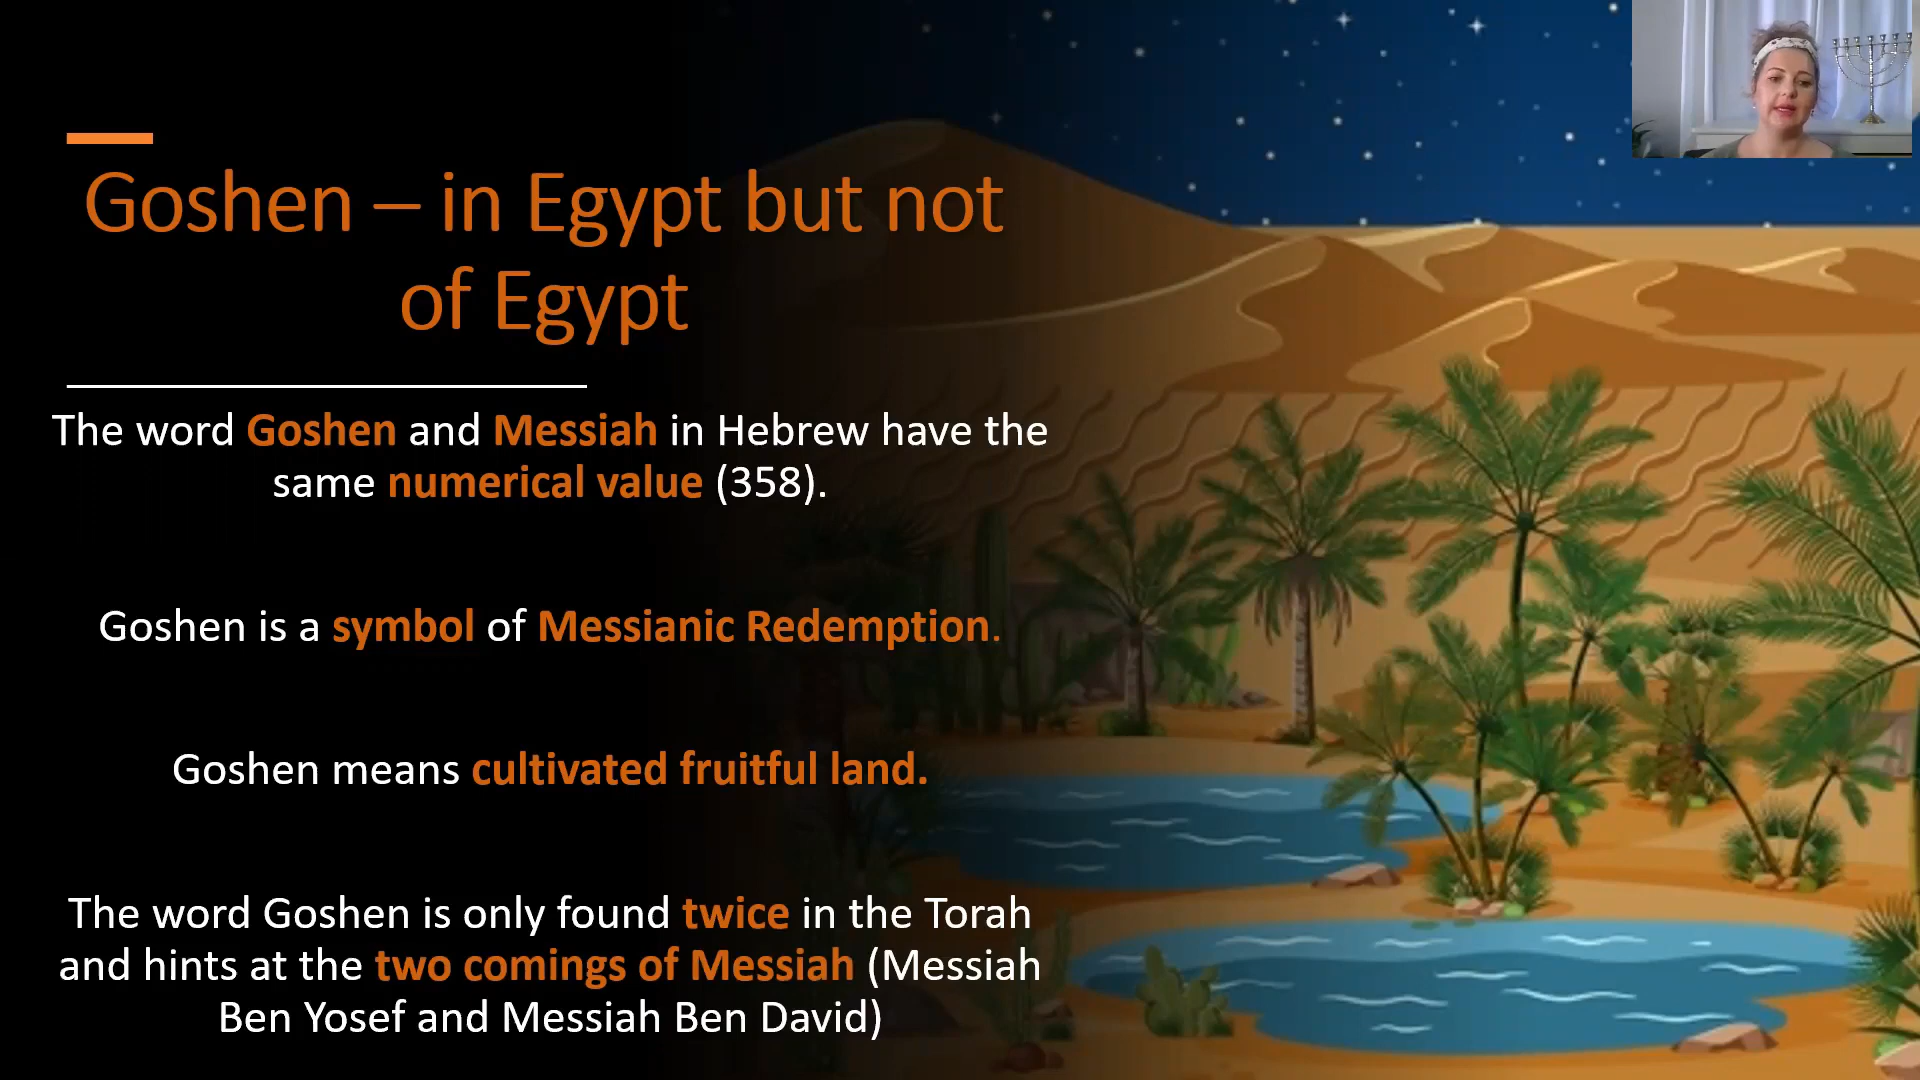 Goshen – in Egypt but not
of Egypt
The word Goshen and Messiah in Hebrew have the
same numerical value (358).
Goshen is a symbol of Messianic Redemption.
Goshen means cultivated fruitful land.
The word Goshen is only found twice in the Torah
and hints at the two comings of Messiah (Messiah
Ben Yosef and Messiah Ben David)